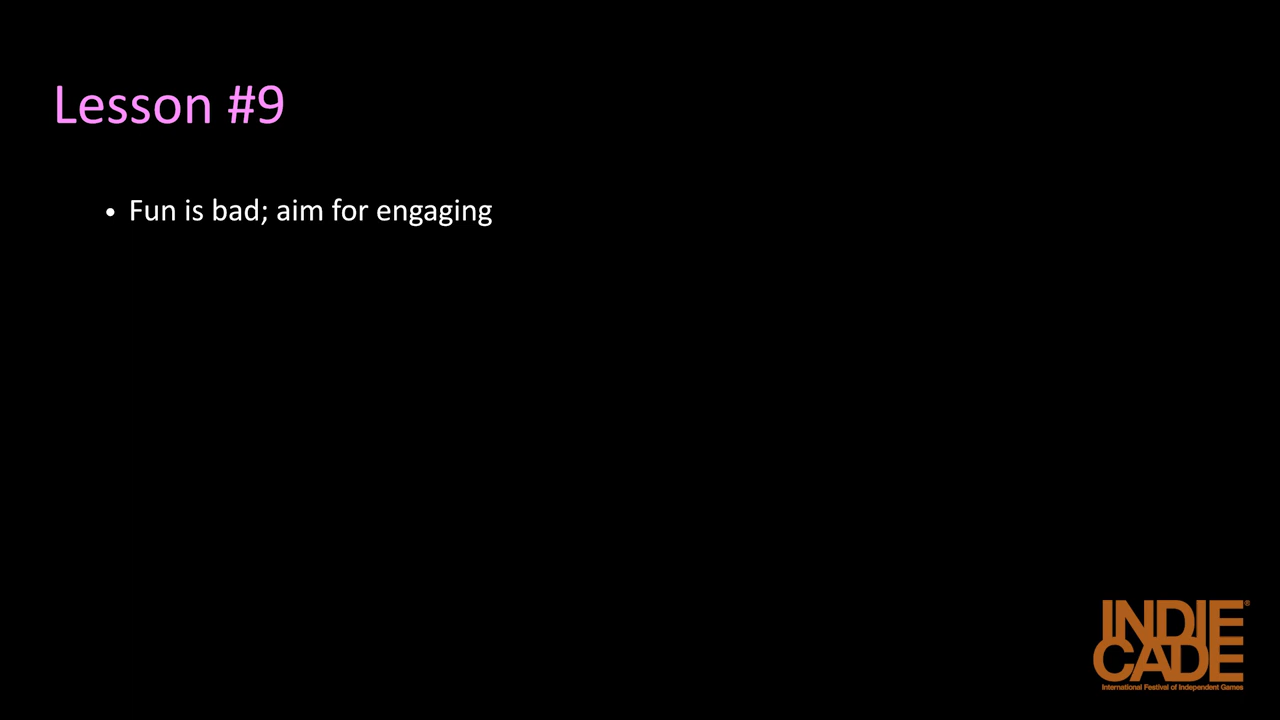 Lesson #9
• Fun is bad; aim for engaging
INDIE®
CADE
International Festival of Independent Games